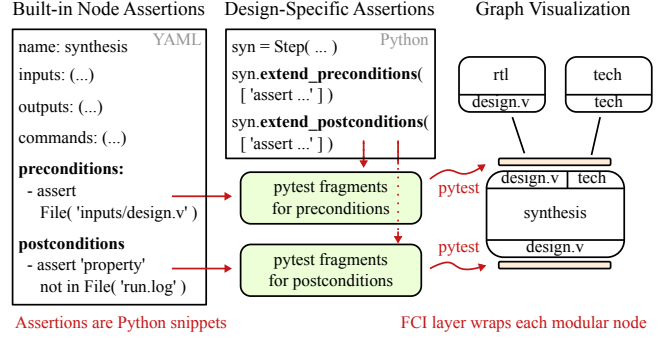 Built-in Node Assertions
YAML
name: synthesis
inputs: (...)
outputs: (...)
commands: (...)
preconditions:
- assert
File( 'inputs/design.v' )
postconditions
- assert 'property'
not in File( 'run.log' )
Assertions are Python snippets
Design-Specific Assertions
Python
syn = Step( ... )
syn.extend_preconditions(
[ 'assert ...' ] )
syn.extend_postconditions(
[ 'assert ...' ] )
pytest fragments
for preconditions
pytest fragments
for postconditions
pytest
pytest
Graph Visualization
rtl
design.v
tech
tech
design.v
tech
synthesis
design.v
FCI layer wraps each modular node